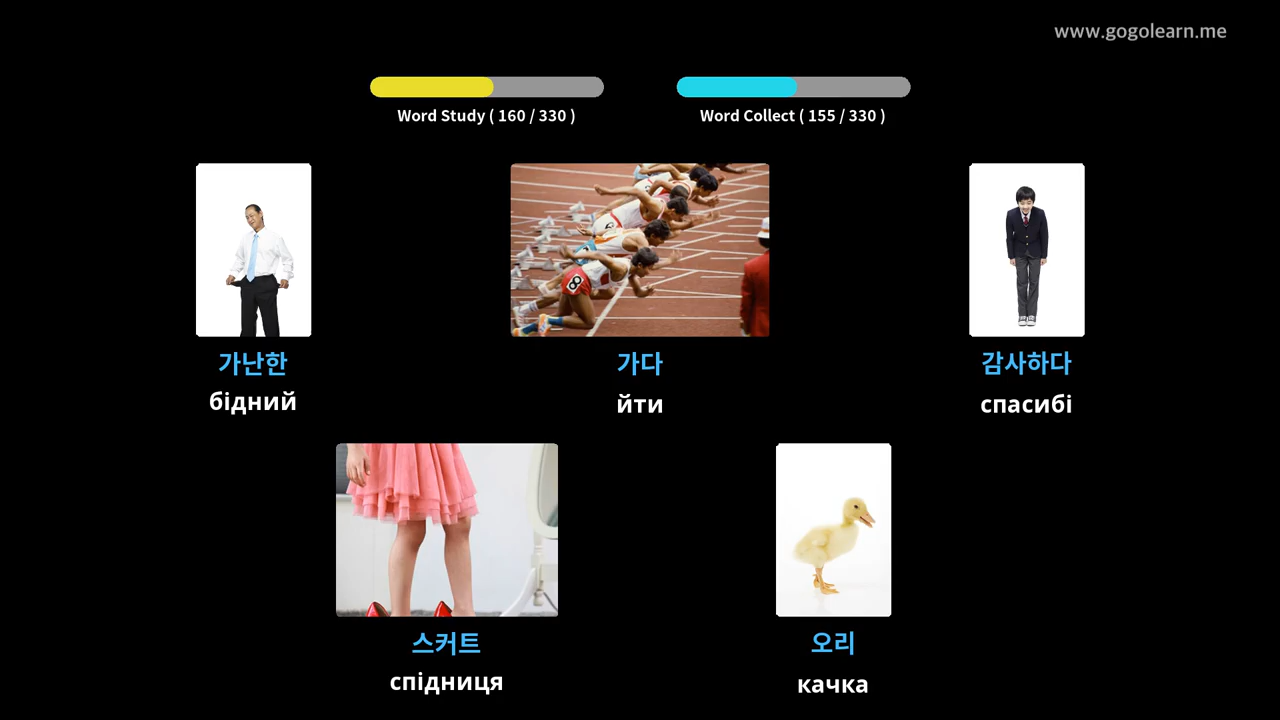 www.gogolearn.me
Word Study ( 160 / 330 )
Word Collect ( 155 / 330 )
8
가난한
бідний
가다
йти
감사하다
спасибі
스커트
спідниця
오리
качка